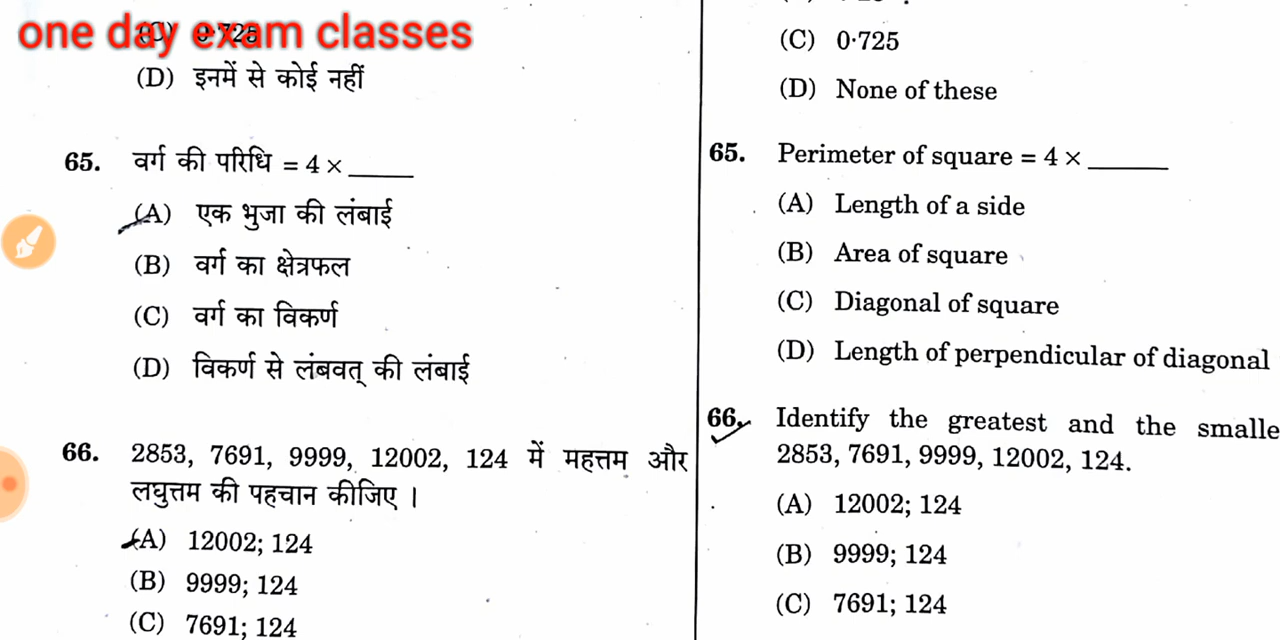 one day exam classes
(C) 0·725
(D) इनमें से कोई नहीं
65. वर्ग की परिधि = 4 × ______
(A) एक भुजा की लंबाई
(B) वर्ग का क्षेत्रफल
(C) वर्ग का विकर्ण
(D) विकर्ण से लंबवत् की लंबाई
66. 2853, 7691, 9999, 12002, 124 में महत्तम और
लघुत्तम की पहचान कीजिए ।
(A) 12002; 124
(B) 9999; 124
(C) 7691; 124
(C) 0·725
(D) None of these
65. Perimeter of square = 4 × ______
(A) Length of a side
(B) Area of square
(C) Diagonal of square
(D) Length of perpendicular of diagonal
66. Identify the greatest and the smalle
2853, 7691, 9999, 12002, 124.
(A) 12002; 124
(B) 9999; 124
(C) 7691; 124